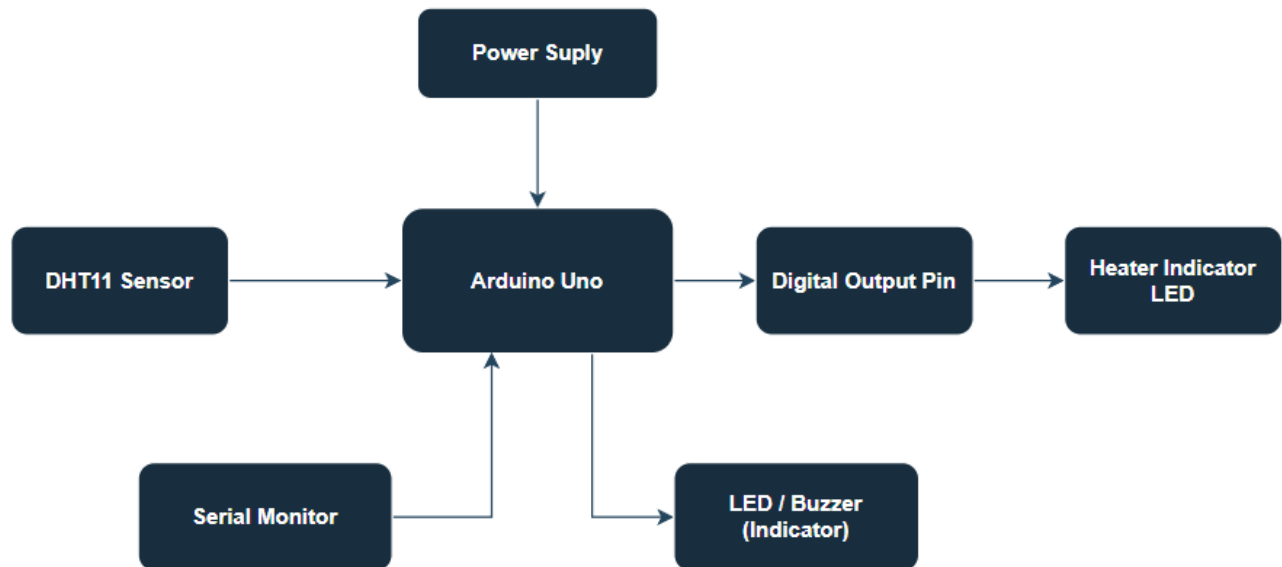 Power Suply
DHT11 Sensor
Arduino Uno
Digital Output Pin
Heater Indicator
LED
Serial Monitor
LED / Buzzer
(Indicator)